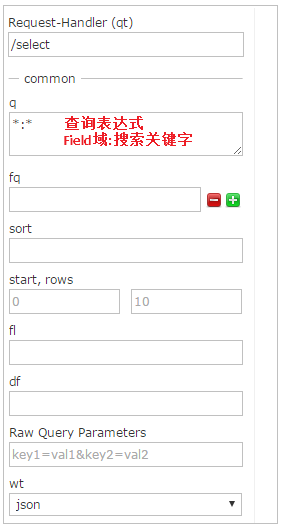 Request-Handler (qt)
/select
common
q
*:* 查询表达式
Field域:搜索关键字
fq
sort
start, rows
0 10
fl
df
Raw Query Parameters
key1=val1&key2=val2
wt
json